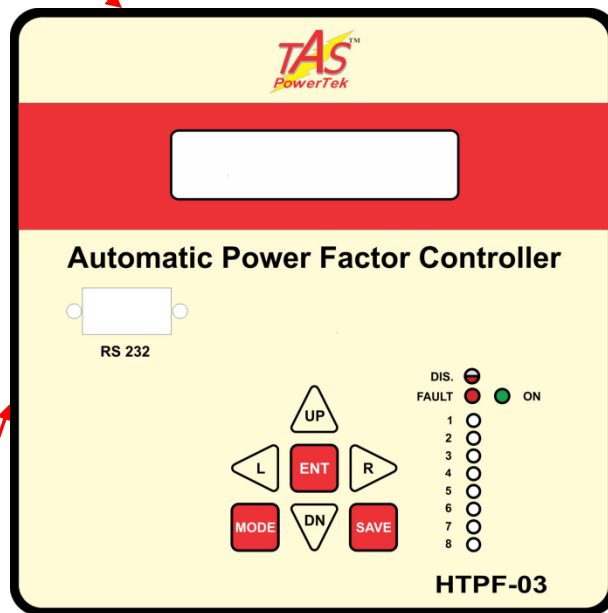 TAS™
PowerTek
Automatic Power Factor Controller
RS 232
DIS.
FAULT ON
1
2
3
4
5
6
7
8
UP
L ENT R
MODE DN SAVE
HTPF-03